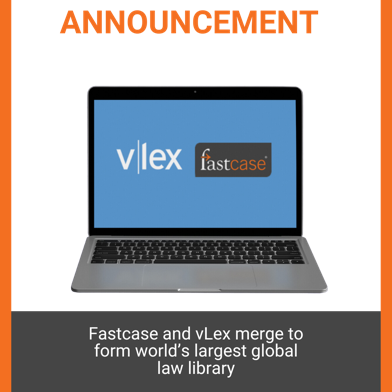 ANNOUNCEMENT
v|lex fastcase®
Fastcase and vLex merge to
form world's largest global
law library